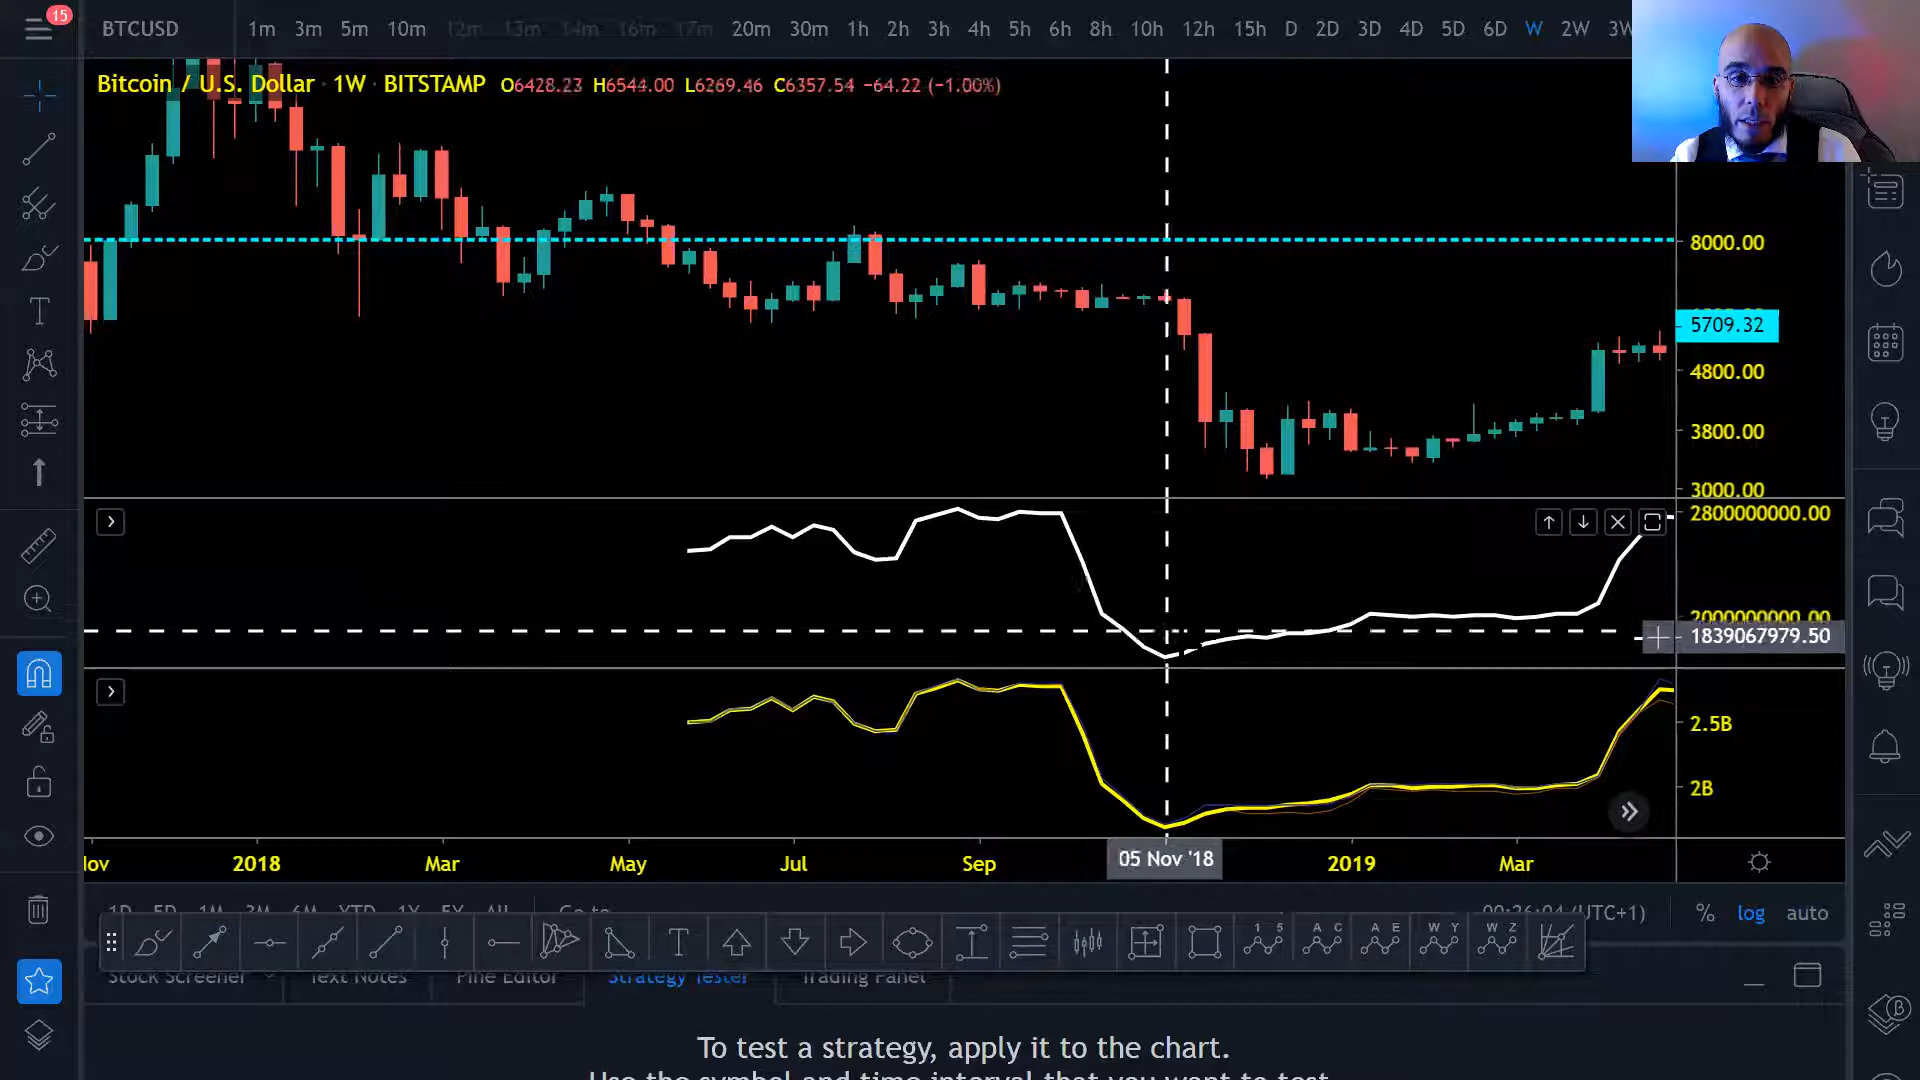 15
BTCUSD
1m 3m 5m 10m 12m 13m 14m 16m 17m 20m 30m 1h 2h 3h 4h 5h 6h 8h 10h 12h 15h D 2D 3D 4D 5D 6D W 2W 3W
Bitcoin / U.S. Dollar · 1W · BITSTAMP O6428.23 H6544.00 L6269.46 C6357.54 −64.22 (−1.00%)
8000.00
5709.32
4800.00
3800.00
3000.00
2800000000.00
2000000000.00
1839067979.50
2.5B
2B
Nov 2018 Mar May Jul Sep 05 Nov '18 2019 Mar
1D 5D 1M 3M 6M YTD 1Y 5Y All Go to (UTC+1) % log auto
T
1 5
A C
A E
W Y
W Z
Stock Screener Text Notes Pine Editor Strategy Tester Trading Panel
To test a strategy, apply it to the chart.
Use the symbol and time interval that you want to test.